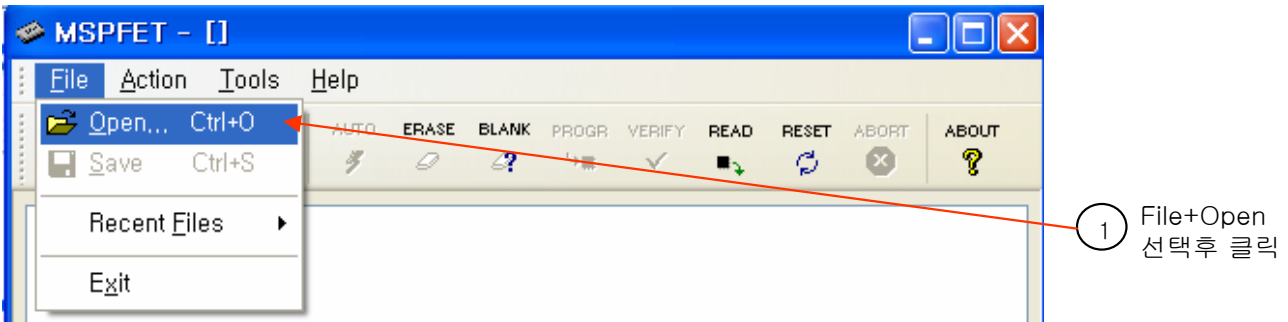 MSPFET - []
File Action Tools Help
Open... Ctrl+O
Save Ctrl+S
Recent Files
Exit
AUTO ERASE BLANK PROGR VERIFY READ RESET ABORT ABOUT
1
File+Open
선택후 클릭